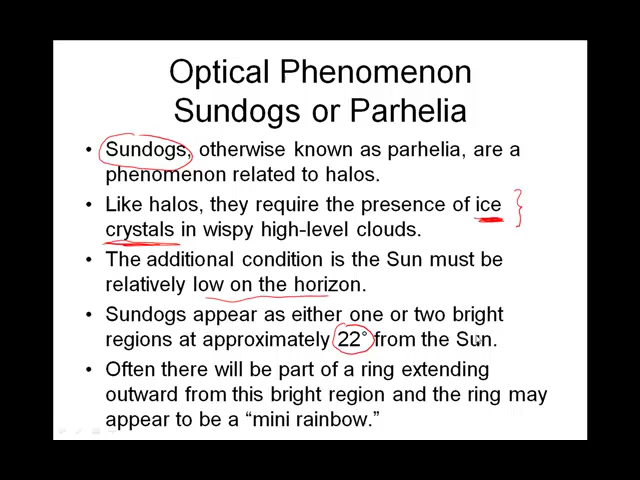 Optical Phenomenon
Sundogs or Parhelia
• Sundogs, otherwise known as parhelia, are a
phenomenon related to halos.
• Like halos, they require the presence of ice
crystals in wispy high-level clouds.
• The additional condition is the Sun must be
relatively low on the horizon.
• Sundogs appear as either one or two bright
regions at approximately 22° from the Sun.
• Often there will be part of a ring extending
outward from this bright region and the ring may
appear to be a “mini rainbow.”